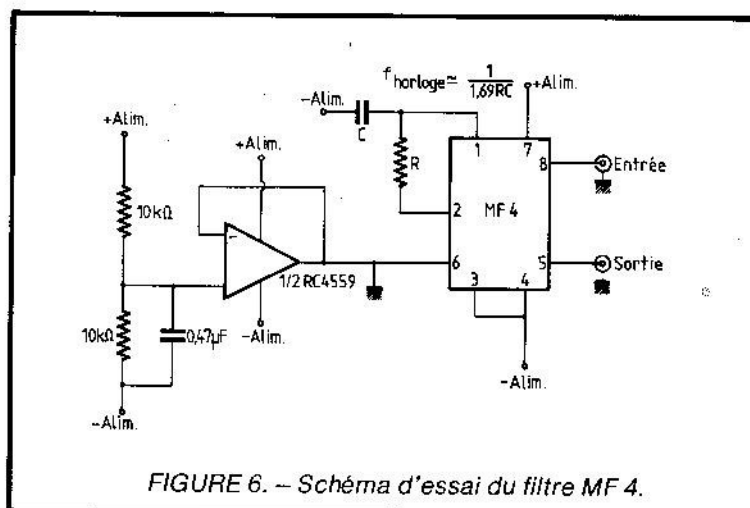 f horloge ≃ 1
1,69RC
+Alim.
−Alim.
C
+Alim.
+Alim.
R
1
7
8
Entrée
10kΩ
−
2
MF 4
1/2 RC4559
6
5
Sortie
3
4
10kΩ
0,47µF
−Alim.
−Alim.
−Alim.
FIGURE 6. – Schéma d'essai du filtre MF 4.